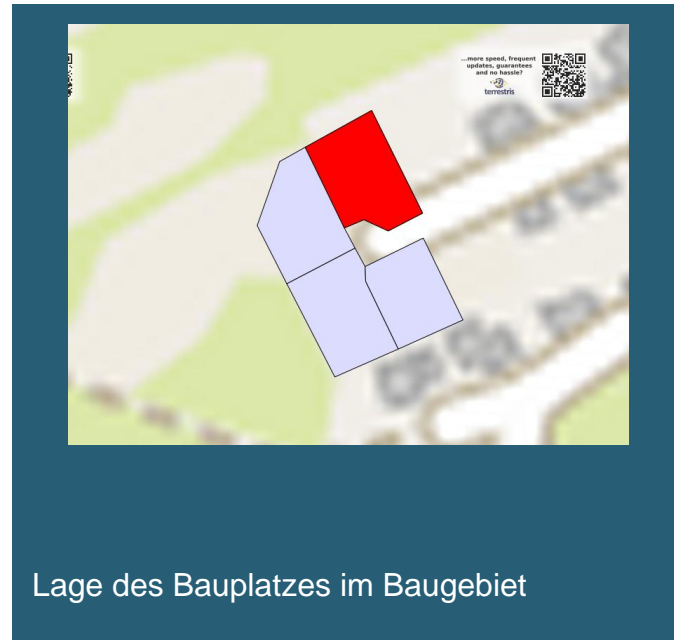 ...more speed, frequent
updates, guarantees
and no hassle?
terrestris
Lage des Bauplatzes im Baugebiet